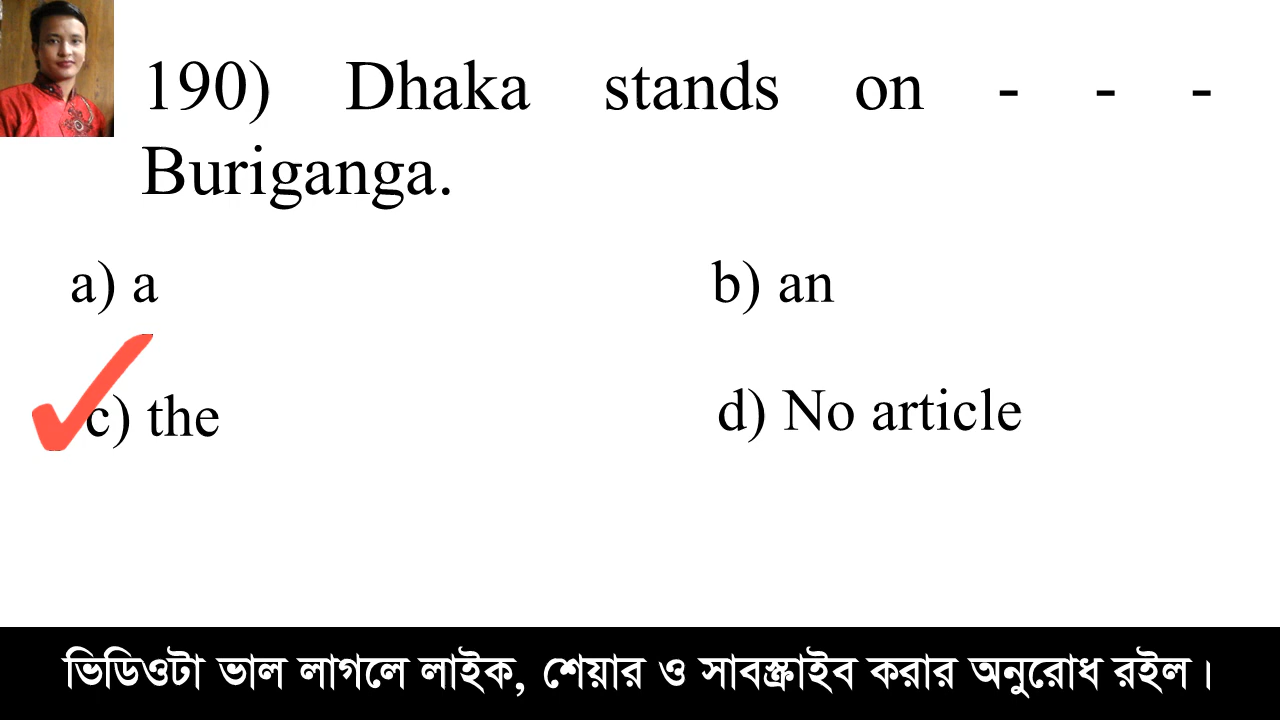 190) Dhaka stands on - - -
Buriganga.
a) a
b) an
c) the
d) No article
ভিডিওটা ভাল লাগলে লাইক, শেয়ার ও সাবস্ক্রাইব করার অনুরোধ রইল।